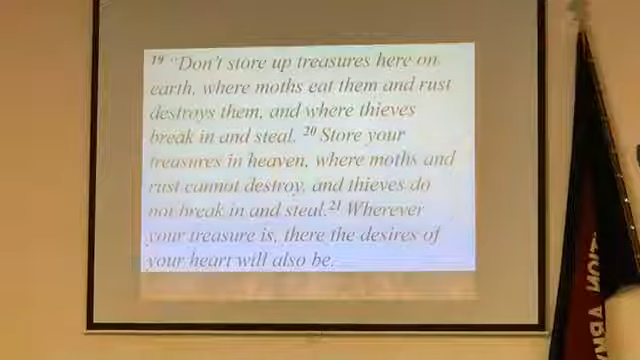 19 "Don't store up treasures here on
earth, where moths eat them and rust
destroys them, and where thieves
break in and steal. 20 Store your
treasures in heaven, where moths and
rust cannot destroy, and thieves do
not break in and steal.21 Wherever
your treasure is, there the desires of
your heart will also be.